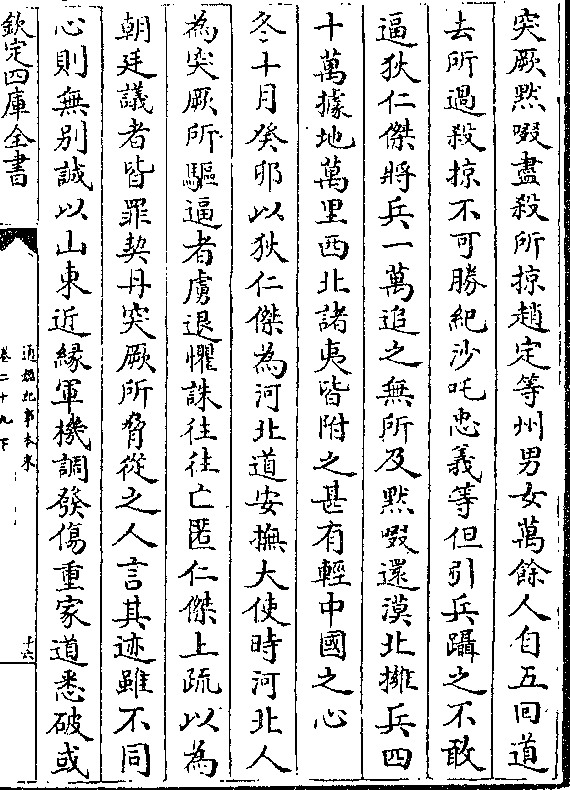 突厥黙啜盡殺所掠趙定等州男女萬餘人自五回道
去所過殺掠不可勝紀沙吒忠義等但引兵躡之不敢
逼狄仁傑將兵一萬追之無所及黙啜還漠北擁兵四
十萬據地萬里西北諸夷皆附之甚有輕中國之心
冬十月癸卯以狄仁傑為河北道安撫大使時河北人
為突厥所驅逼者虜退懼誅往往亡匿仁傑上疏以為
朝廷議者皆罪契丹突厥所脅從之人言其迹雖不同
心則無别誠以山東近縁軍機調發傷重家道悉破或
欽定四庫全書
通鑑紀事本末
卷二十九下
十六